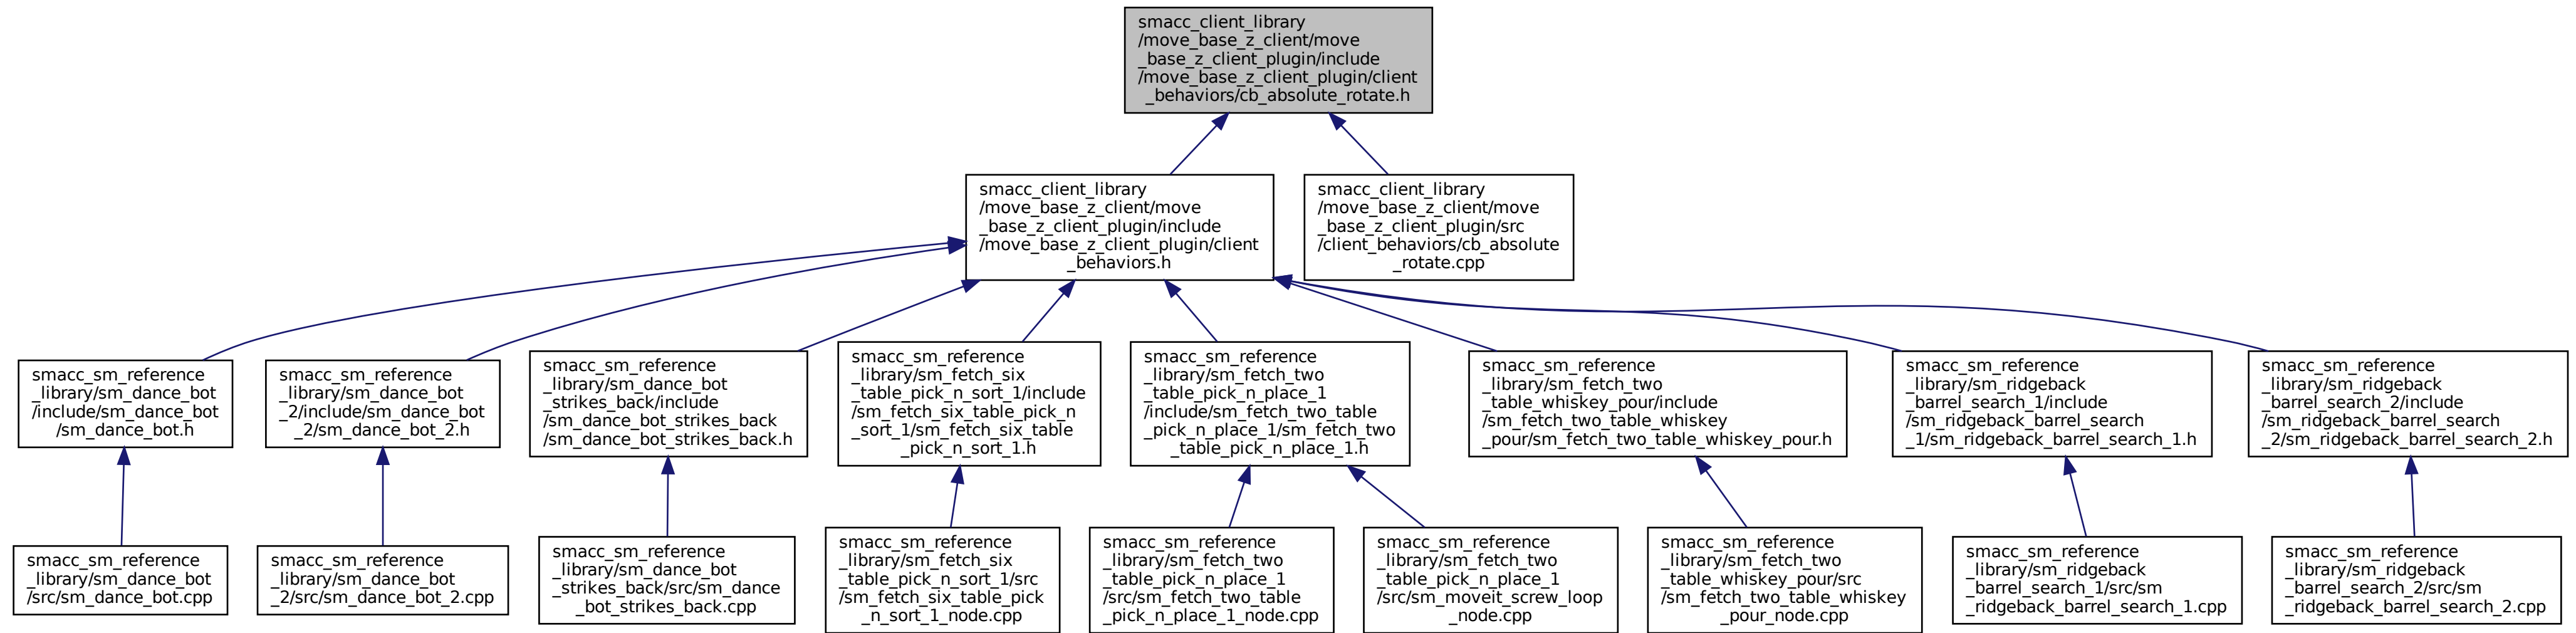 smacc_client_library
/move_base_z_client/move
_base_z_client_plugin/include
/move_base_z_client_plugin/client
_behaviors/cb_absolute_rotate.h
smacc_client_library
/move_base_z_client/move
_base_z_client_plugin/include
/move_base_z_client_plugin/client
_behaviors.h
smacc_client_library
/move_base_z_client/move
_base_z_client_plugin/src
/client_behaviors/cb_absolute
_rotate.cpp
smacc_sm_reference
_library/sm_dance_bot
/include/sm_dance_bot
/sm_dance_bot.h
smacc_sm_reference
_library/sm_dance_bot
_2/include/sm_dance_bot
_2/sm_dance_bot_2.h
smacc_sm_reference
_library/sm_dance_bot
_strikes_back/include
/sm_dance_bot_strikes_back
/sm_dance_bot_strikes_back.h
smacc_sm_reference
_library/sm_fetch_six
_table_pick_n_sort_1/include
/sm_fetch_six_table_pick_n
_sort_1/sm_fetch_six_table
_pick_n_sort_1.h
smacc_sm_reference
_library/sm_fetch_two
_table_pick_n_place_1
/include/sm_fetch_two_table
_pick_n_place_1/sm_fetch_two
_table_pick_n_place_1.h
smacc_sm_reference
_library/sm_fetch_two
_table_whiskey_pour/include
/sm_fetch_two_table_whiskey
_pour/sm_fetch_two_table_whiskey_pour.h
smacc_sm_reference
_library/sm_ridgeback
_barrel_search_1/include
/sm_ridgeback_barrel_search
_1/sm_ridgeback_barrel_search_1.h
smacc_sm_reference
_library/sm_ridgeback
_barrel_search_2/include
/sm_ridgeback_barrel_search
_2/sm_ridgeback_barrel_search_2.h
smacc_sm_reference
_library/sm_dance_bot
/src/sm_dance_bot.cpp
smacc_sm_reference
_library/sm_dance_bot
_2/src/sm_dance_bot_2.cpp
smacc_sm_reference
_library/sm_dance_bot
_strikes_back/src/sm_dance
_bot_strikes_back.cpp
smacc_sm_reference
_library/sm_fetch_six
_table_pick_n_sort_1/src
/sm_fetch_six_table_pick
_n_sort_1_node.cpp
smacc_sm_reference
_library/sm_fetch_two
_table_pick_n_place_1
/src/sm_fetch_two_table
_pick_n_place_1_node.cpp
smacc_sm_reference
_library/sm_fetch_two
_table_pick_n_place_1
/src/sm_moveit_screw_loop
_node.cpp
smacc_sm_reference
_library/sm_fetch_two
_table_whiskey_pour/src
/sm_fetch_two_table_whiskey
_pour_node.cpp
smacc_sm_reference
_library/sm_ridgeback
_barrel_search_1/src/sm
_ridgeback_barrel_search_1.cpp
smacc_sm_reference
_library/sm_ridgeback
_barrel_search_2/src/sm
_ridgeback_barrel_search_2.cpp